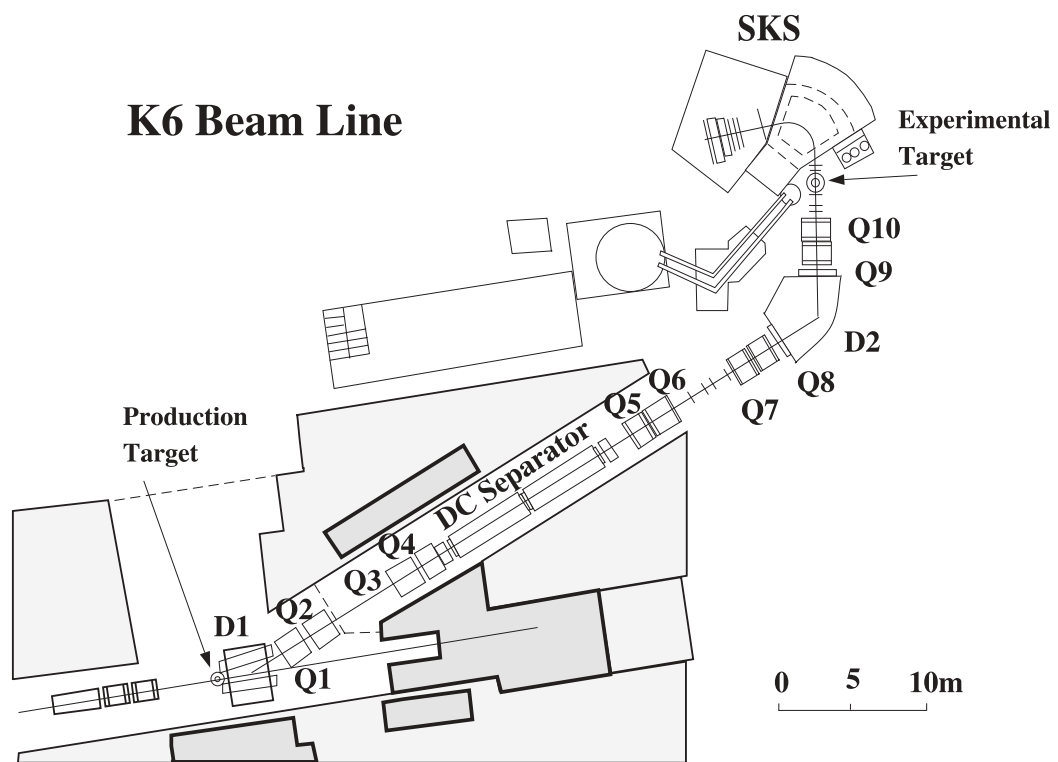 SKS
K6 Beam Line
Experimental
Target
Q10
Q9
D2
Q8
Q7
Q6
Q5
DC Separator
Production
Target
Q4
Q3
Q2
D1
Q1
0 5 10m